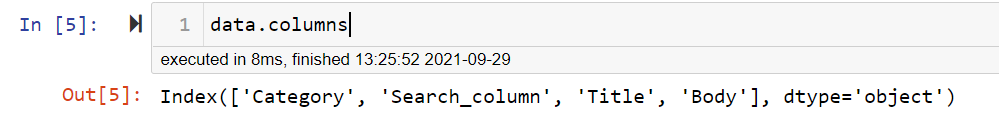 In [5]: 1 data.columns
executed in 8ms, finished 13:25:52 2021-09-29
Out[5]: Index(['Category', 'Search_column', 'Title', 'Body'], dtype='object')